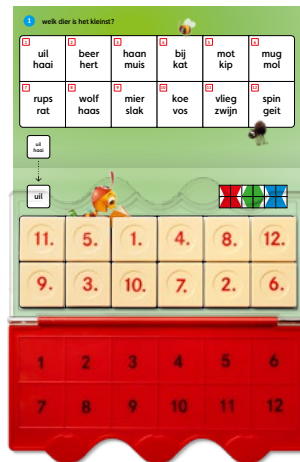 1 welk dier is het kleinst?
1 2 3 4 5 6
uil beer haan bij mot mug
haai hert muis kat kip mol
7 8 9 10 11 12
rups wolf mier koe vlieg spin
rat haas slak vos zwijn geit
uil
haai
uil
11. 5. 1. 4. 8. 12.
9. 3. 10. 7. 2. 6.
1 2 3 4 5 6
7 8 9 10 11 12